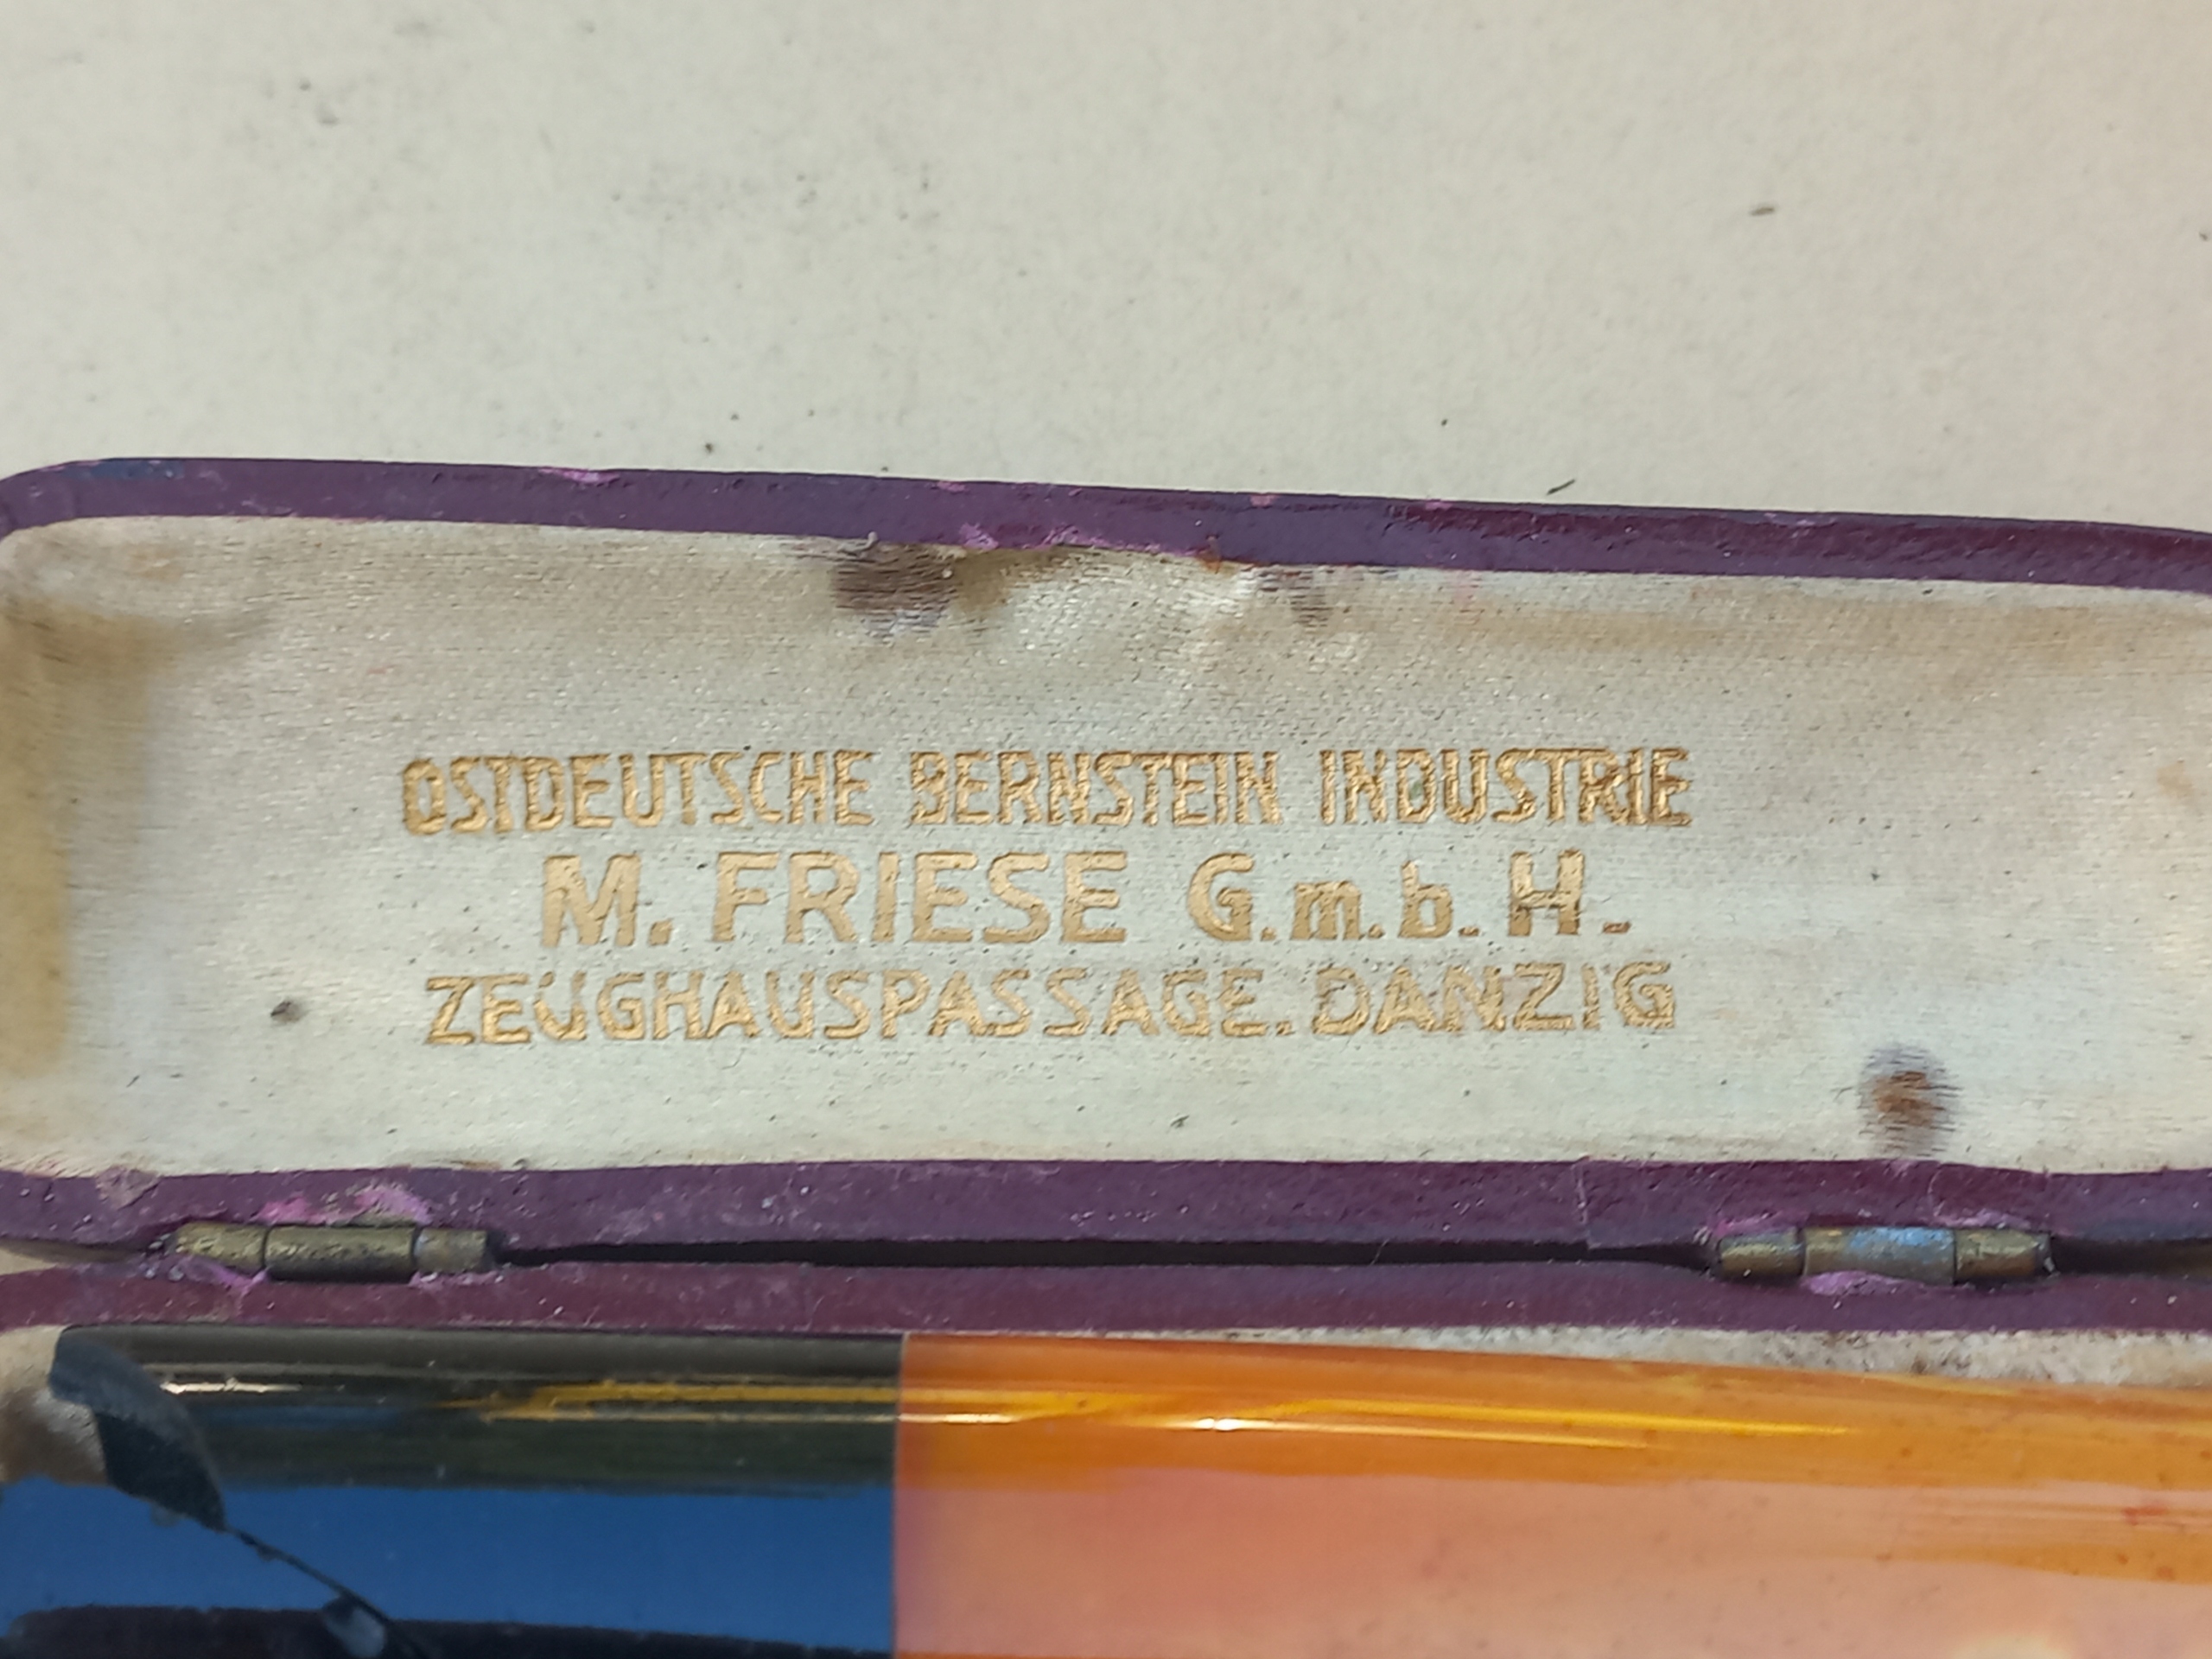 OSTDEUTSCHE BERNSTEIN INDUSTRIE
M. FRIESE G.m.b.H.
ZEUGHAUSPASSAGE. DANZIG